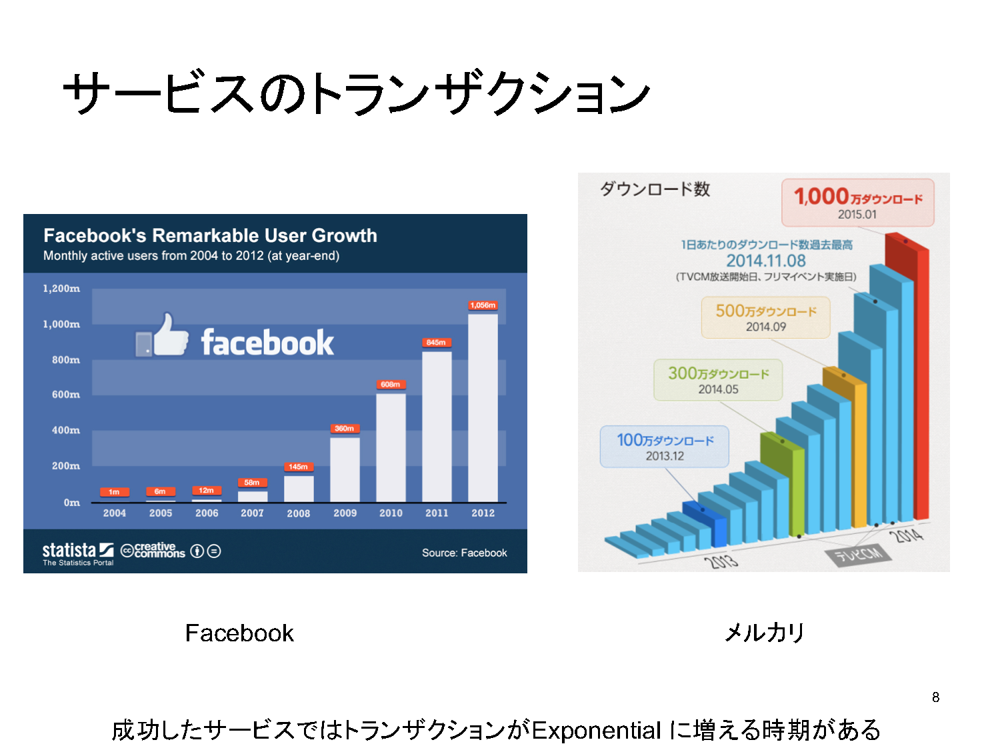 サービスのトランザクション
Facebook's Remarkable User Growth
Monthly active users from 2004 to 2012 (at year-end)
1,200m
1,000m
800m
600m
400m
200m
0m
facebook
1m
6m
12m
58m
145m
360m
608m
845m
1,056m
2004 2005 2006 2007 2008 2009 2010 2011 2012
statista
The Statistics Portal
cc creative commons
Source: Facebook
ダウンロード数
1,000万ダウンロード
2015.01
1日あたりのダウンロード数過去最高
2014.11.08
(TVCM放送開始日、フリマイベント実施日)
500万ダウンロード
2014.09
300万ダウンロード
2014.05
100万ダウンロード
2013.12
2013
テレビCM
2014
Facebook
メルカリ
8
成功したサービスではトランザクションがExponential に増える時期がある